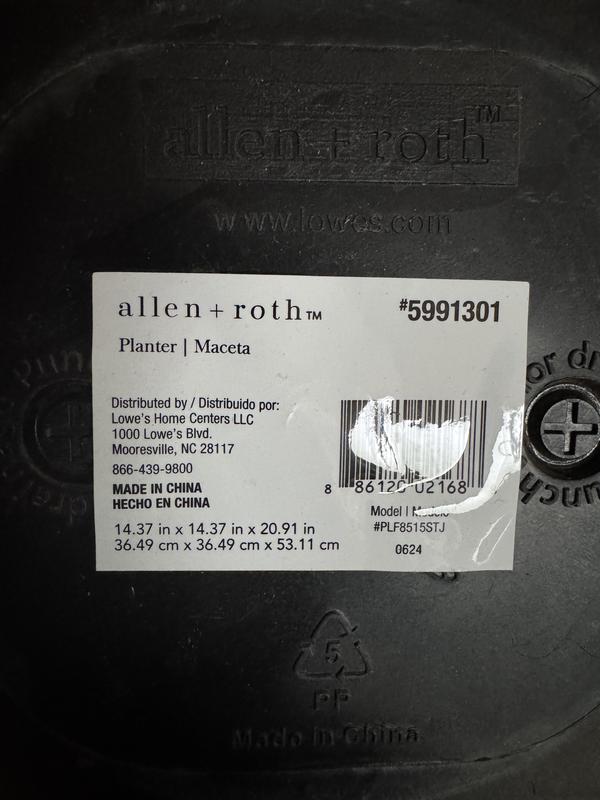 allen + roth™
www.lowes.com
allen + roth™
#5991301
Planter | Maceta
Distributed by / Distribuido por:
Lowe's Home Centers LLC
1000 Lowe's Blvd.
Mooresville, NC 28117
866-439-9800
MADE IN CHINA
HECHO EN CHINA
14.37 in x 14.37 in x 20.91 in
36.49 cm x 36.49 cm x 53.11 cm
8 02168
Model | Modelo
#PLF8515STJ
0624
5
PP
Made in China